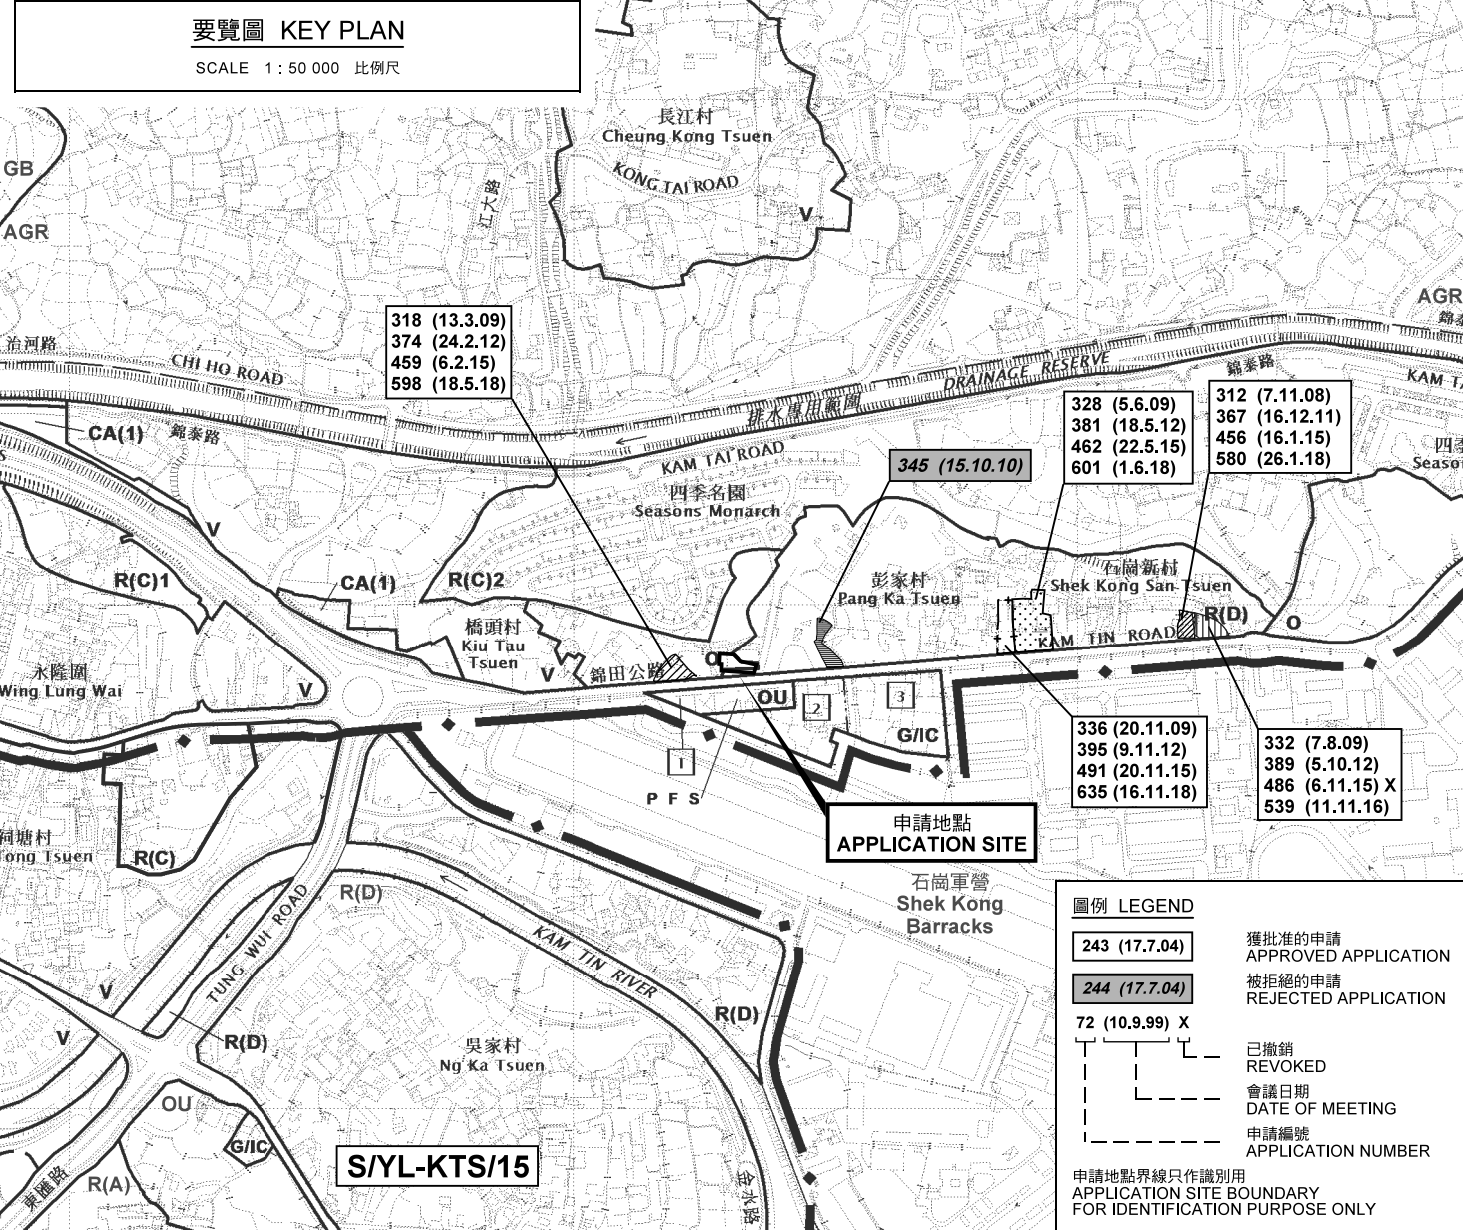 要覽圖 KEY PLAN
SCALE 1 : 50 000 比例尺
長江村
Cheung Kong Tsuen
KONG TAI ROAD
江大路
V
GB
AGR
AGR
318 (13.3.09)
374 (24.2.12)
459 (6.2.15)
598 (18.5.18)
治河路
CHI HO ROAD
DRAINAGE RESERVE
排水專用範圍
錦泰路
KAM TAI ROAD
CA(1)
錦泰路
345 (15.10.10)
328 (5.6.09)
381 (18.5.12)
462 (22.5.15)
601 (1.6.18)
312 (7.11.08)
367 (16.12.11)
456 (16.1.15)
580 (26.1.18)
四季名園
Seasons Monarch
V
R(C)1
CA(1)
R(C)2
彭家村
Pang Ka Tsuen
石崗新村
Shek Kong San Tsuen
R(D)
O
KAM TIN ROAD
橋頭村
Kiu Tau
Tsuen
V
錦田公路
O
永隆圍
Wing Lung Wai
V
OU
2
3
G/IC
1
P F S
336 (20.11.09)
395 (9.11.12)
491 (20.11.15)
635 (16.11.18)
332 (7.8.09)
389 (5.10.12)
486 (6.11.15) X
539 (11.11.16)
申請地點
APPLICATION SITE
祠塘村
Tong Tsuen
R(C)
R(D)
石崗軍營
Shek Kong
Barracks
TUNG WUI ROAD
KAM TIN RIVER
V
V
R(D)
R(D)
吳家村
Ng Ka Tsuen
OU
G/IC
S/YL-KTS/15
R(A)
東匯路
金水路
圖例 LEGEND
243 (17.7.04)
獲批准的申請
APPROVED APPLICATION
244 (17.7.04)
被拒絕的申請
REJECTED APPLICATION
72 (10.9.99) X
已撤銷
REVOKED
會議日期
DATE OF MEETING
申請編號
APPLICATION NUMBER
申請地點界線只作識別用
APPLICATION SITE BOUNDARY
FOR IDENTIFICATION PURPOSE ONLY